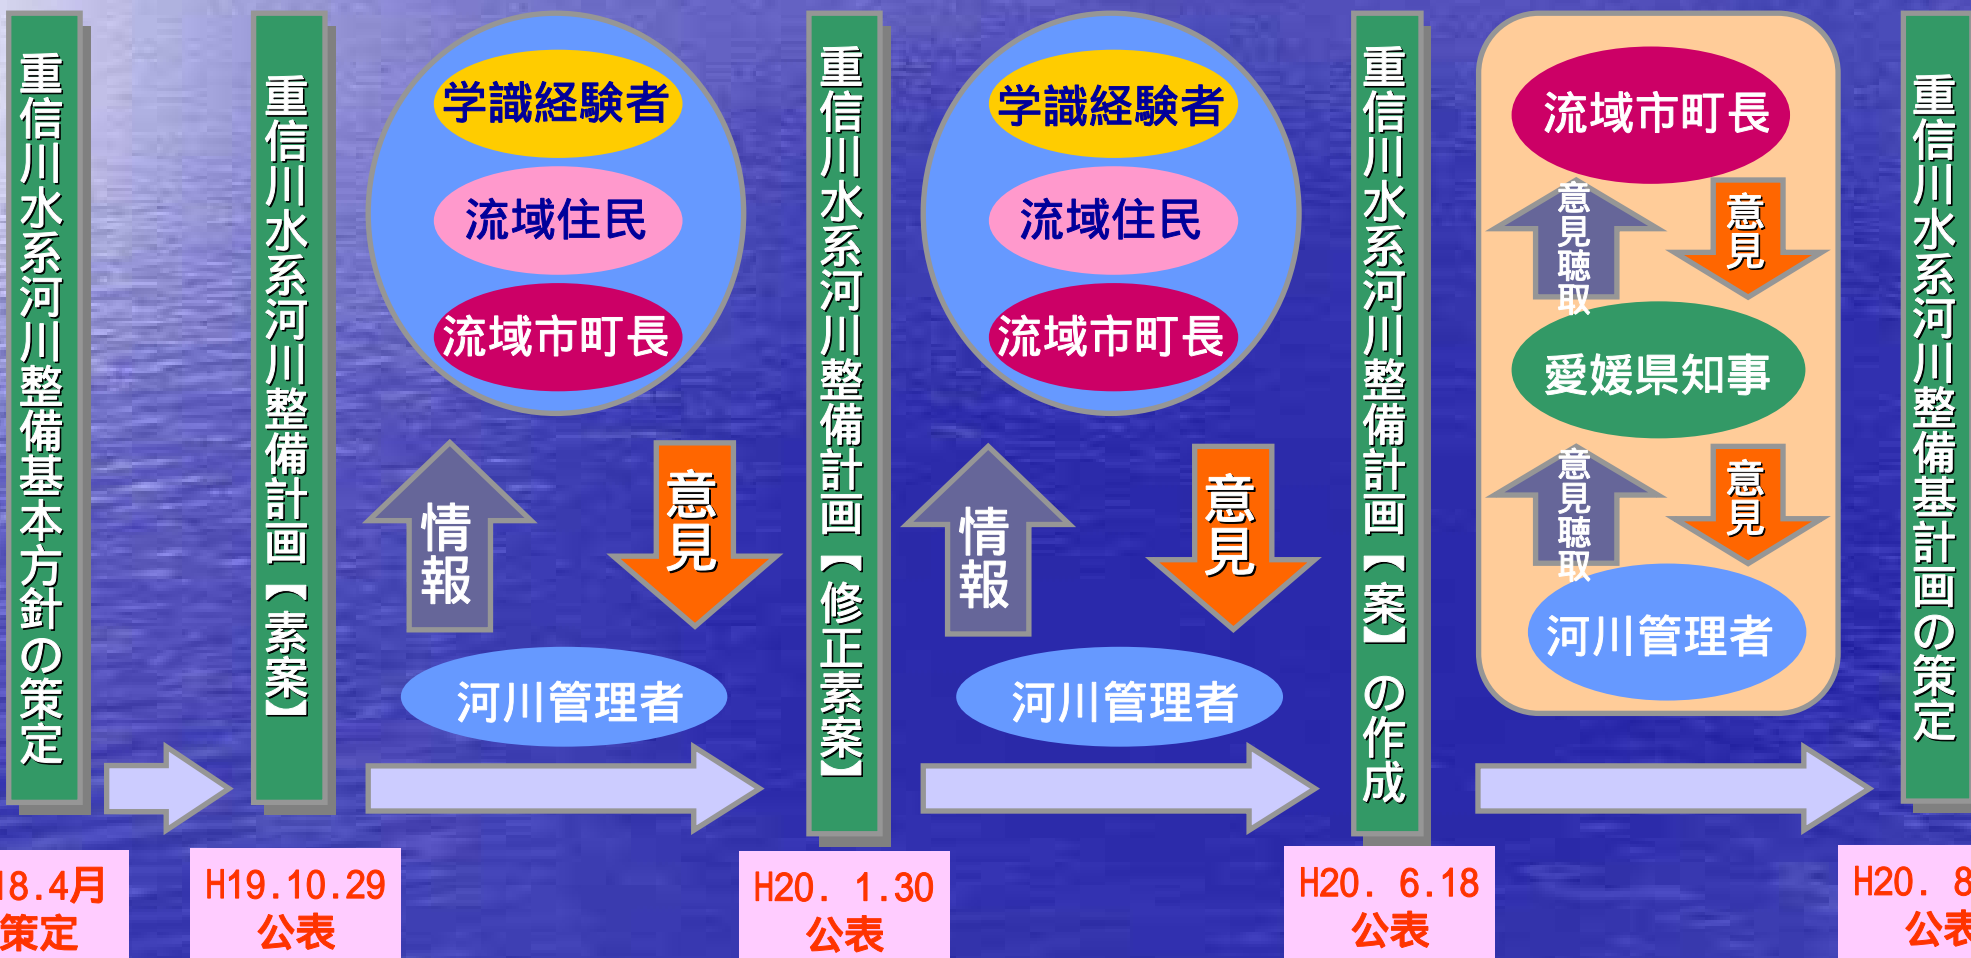 重信川水系河川整備基本方針の策定
18.4月
策定
重信川水系河川整備計画【素案】
H19.10.29
公表
学識経験者
流域住民
流域市町長
情報
意見
河川管理者
重信川水系河川整備計画【修正素案】
H20. 1.30
公表
学識経験者
流域住民
流域市町長
情報
意見
河川管理者
重信川水系河川整備計画【案】の作成
H20. 6.18
公表
流域市町長
意見聴取
意見
愛媛県知事
意見聴取
意見
河川管理者
重信川水系河川整備基計画の策定
H20. 8
公表